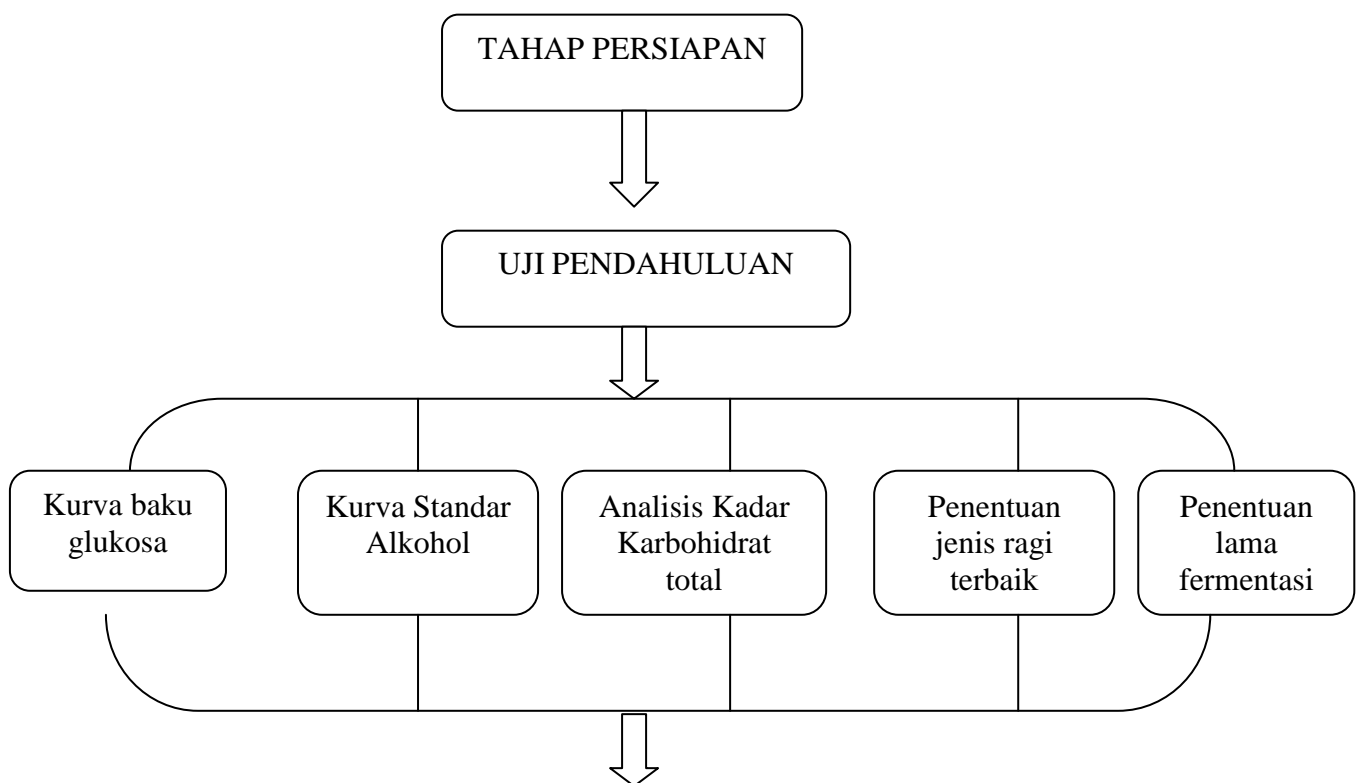 TAHAP PERSIAPAN
UJI PENDAHULUAN
Kurva baku
glukosa
Kurva Standar
Alkohol
Analisis Kadar
Karbohidrat
total
Penentuan
jenis ragi
terbaik
Penentuan
lama
fermentasi